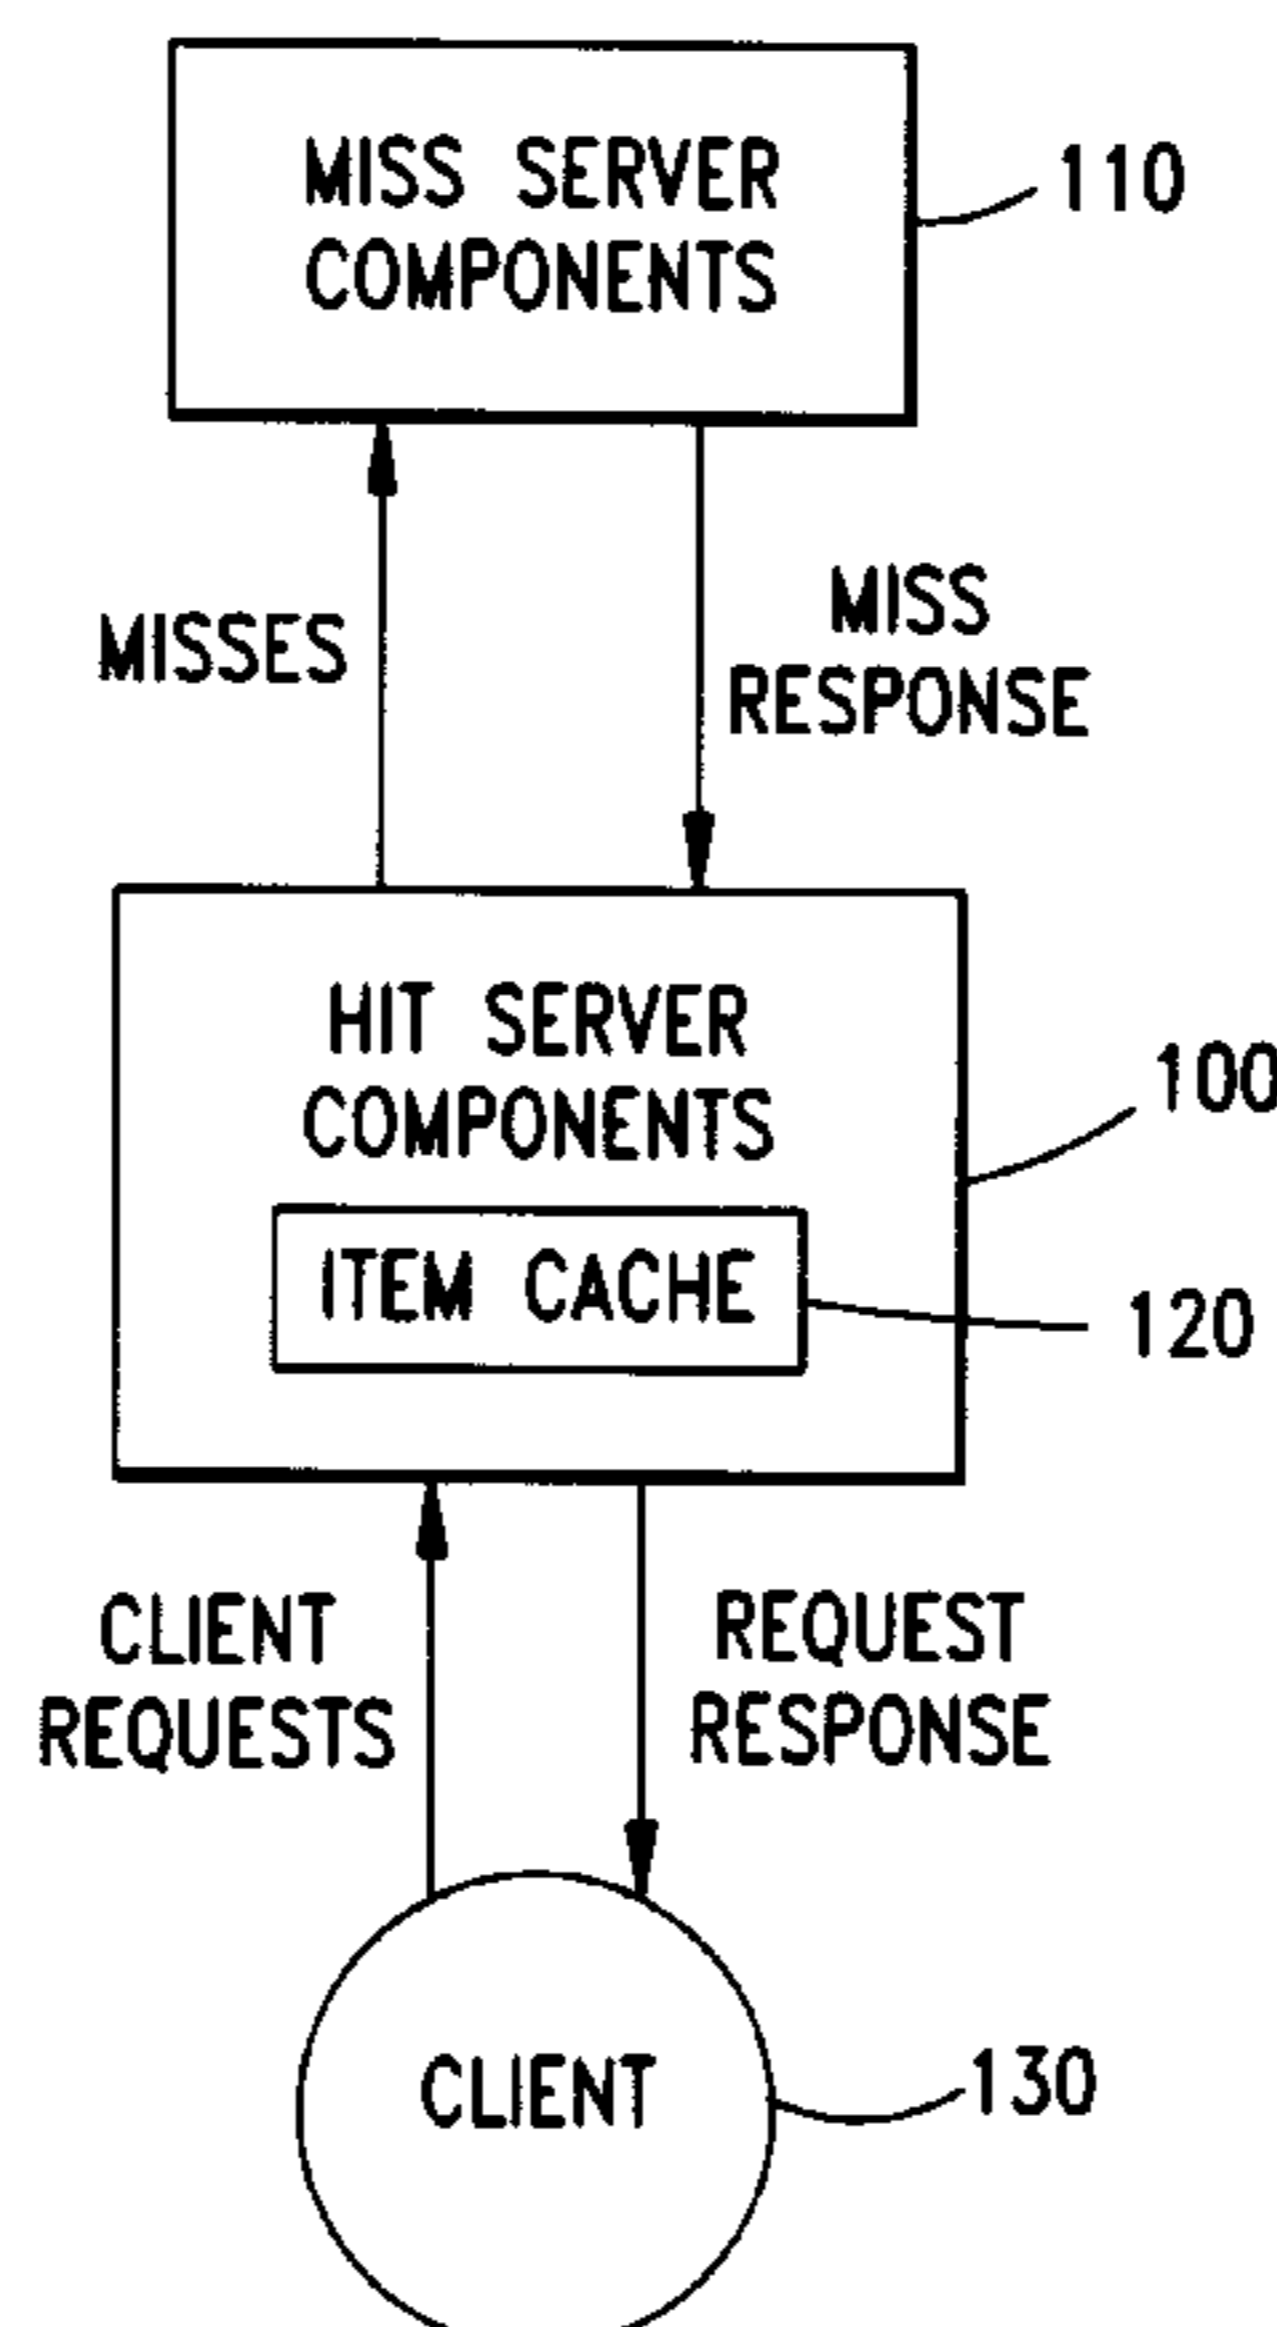 MISS SERVER
COMPONENTS
110
MISSES
MISS
RESPONSE
HIT SERVER
COMPONENTS
100
ITEM CACHE
120
CLIENT
REQUESTS
REQUEST
RESPONSE
CLIENT
130